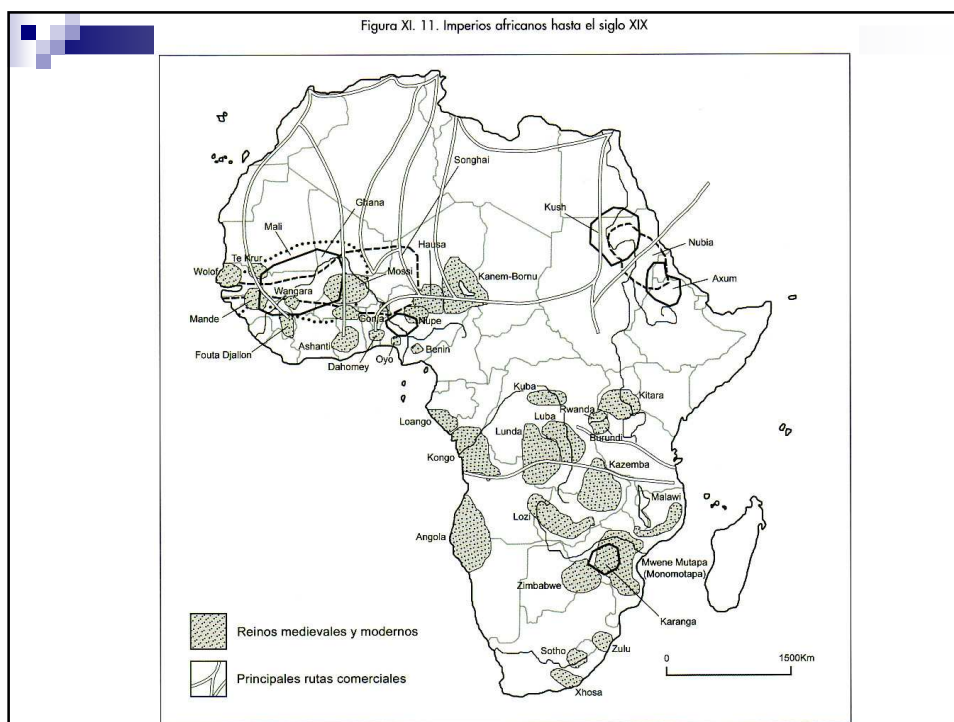 Figura XI. 11. Imperios africanos hasta el siglo XIX
Songhai
Ghana
Kush
Mali
Hausa
Nubia
Te Krur
Wolof
Mossi
Kanem-Bornu
Axum
Wangara
Mande
Gonja
Nupe
Fouta Djallon
Ashanti
Benin
Oyo
Dahomey
Kuba
Kitara
Rwanda
Luba
Loango
Lunda
Burundi
Kongo
Kazemba
Malawi
Lozi
Angola
Mwene Mutapa
(Monomotapa)
Zimbabwe
Karanga
Reinos medievales y modernos
Sotho
Zulu
0 1500Km
Principales rutas comerciales
Xhosa